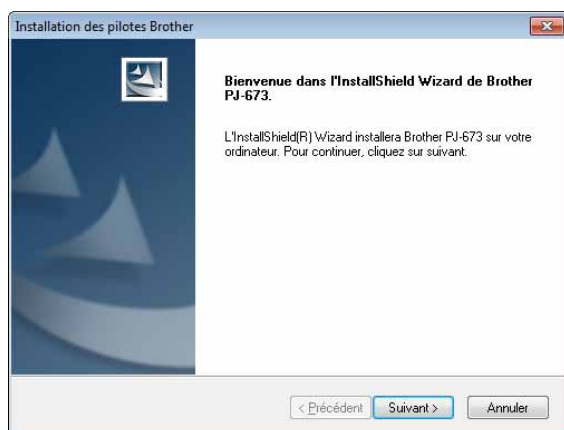 Installation des pilotes Brother
Bienvenue dans l'InstallShield Wizard de Brother
PJ-673.
L'InstallShield(R) Wizard installera Brother PJ-673 sur votre
ordinateur. Pour continuer, cliquez sur suivant.
< Précédent Suivant > Annuler